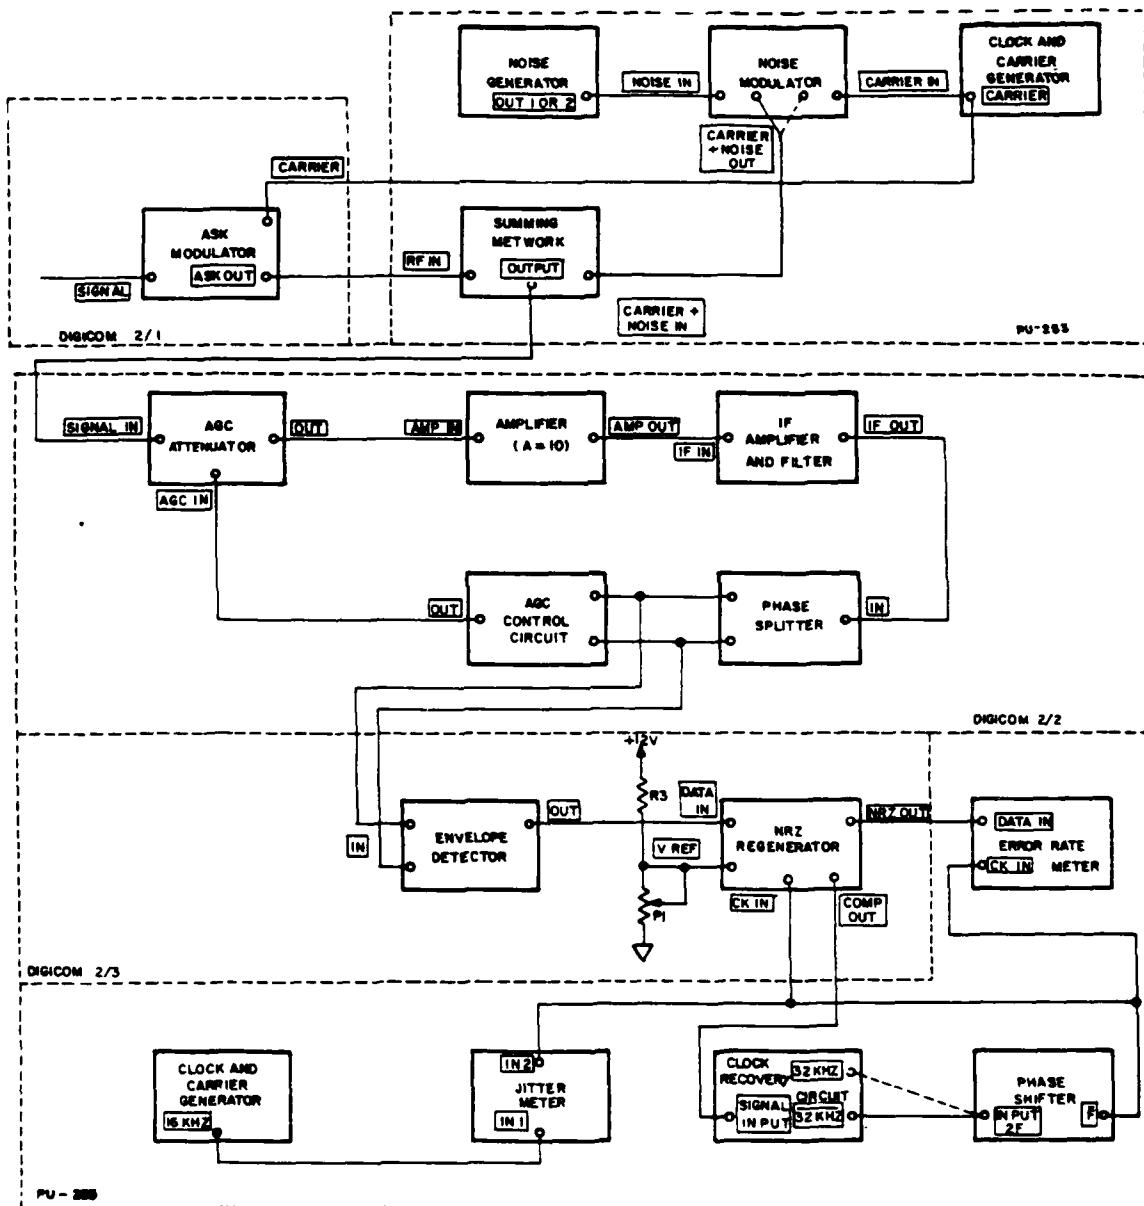 NOISE
GENERATOR
OUT 1 OR 2
NOISE IN
NOISE
MODULATOR
CARRIER IN
CLOCK AND
CARRIER
GENERATOR
CARRIER
CARRIER
+ NOISE
OUT
CARRIER
ASK
MODULATOR
ASK OUT
SIGNAL
RF IN
SUMMING
METWORK
OUTPUT
CARRIER +
NOISE IN
DIGICOM 2/1
PU-253
SIGNAL IN
AGC
ATTENUATOR
OUT
AGC IN
AMP IN
AMPLIFIER
(A=10)
AMP OUT
IF IN
IF
AMPLIFIER
AND FILTER
IF OUT
OUT
AGC
CONTROL
CIRCUIT
PHASE
SPLITTER
IN
DIGICOM 2/2
+12V
R3
DATA
IN
NRZ
REGENERATOR
NRZ OUT
DATA IN
ERROR RATE
METER
CK IN
IN
ENVELOPE
DETECTOR
OUT
V REF
P1
CK IN
COMP
OUT
DIGICOM 2/3
CLOCK AND
CARRIER
GENERATOR
16 KHZ
IN 2
JITTER
METER
IN 1
CLOCK
RECOVERY
32 KHZ
CIRCUIT
SIGNAL
INPUT
32 KHZ
PHASE
SHIFTER
INPUT
2F
F
PU-255